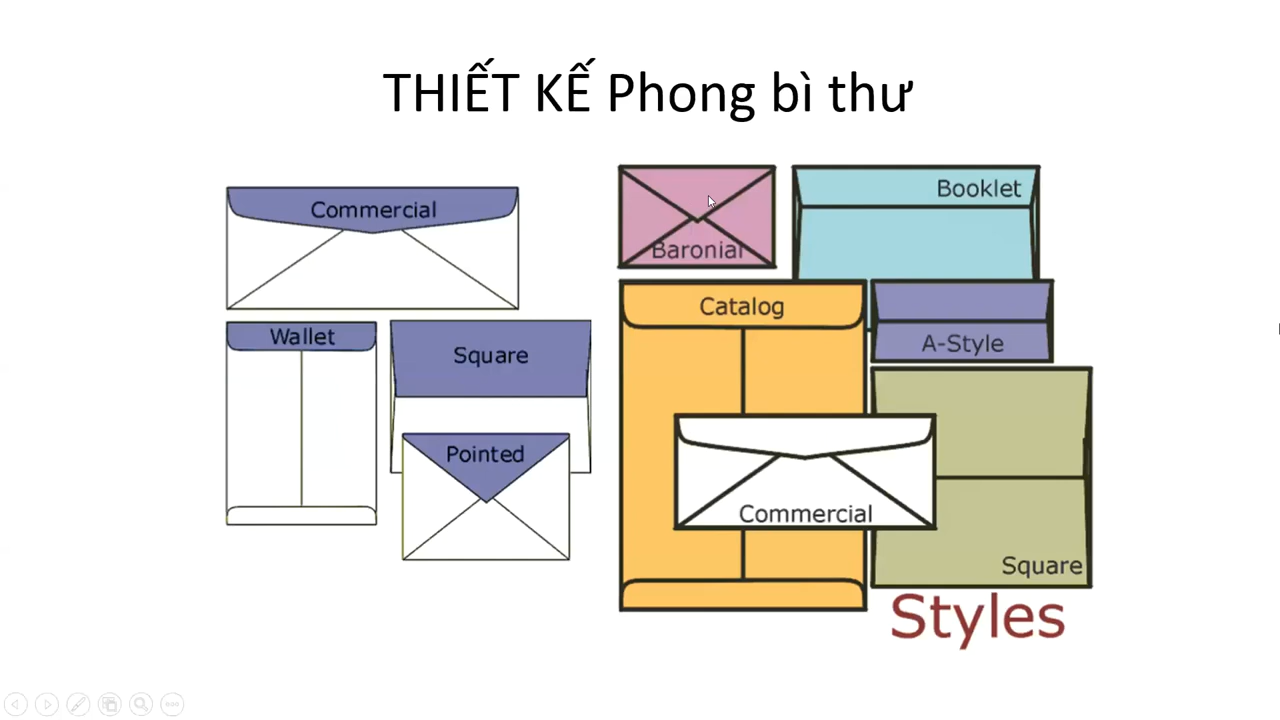 THIẾT KẾ Phong bì thư
Commercial
Wallet
Square
Pointed
Baronial
Booklet
Catalog
A-Style
Commercial
Square
Styles